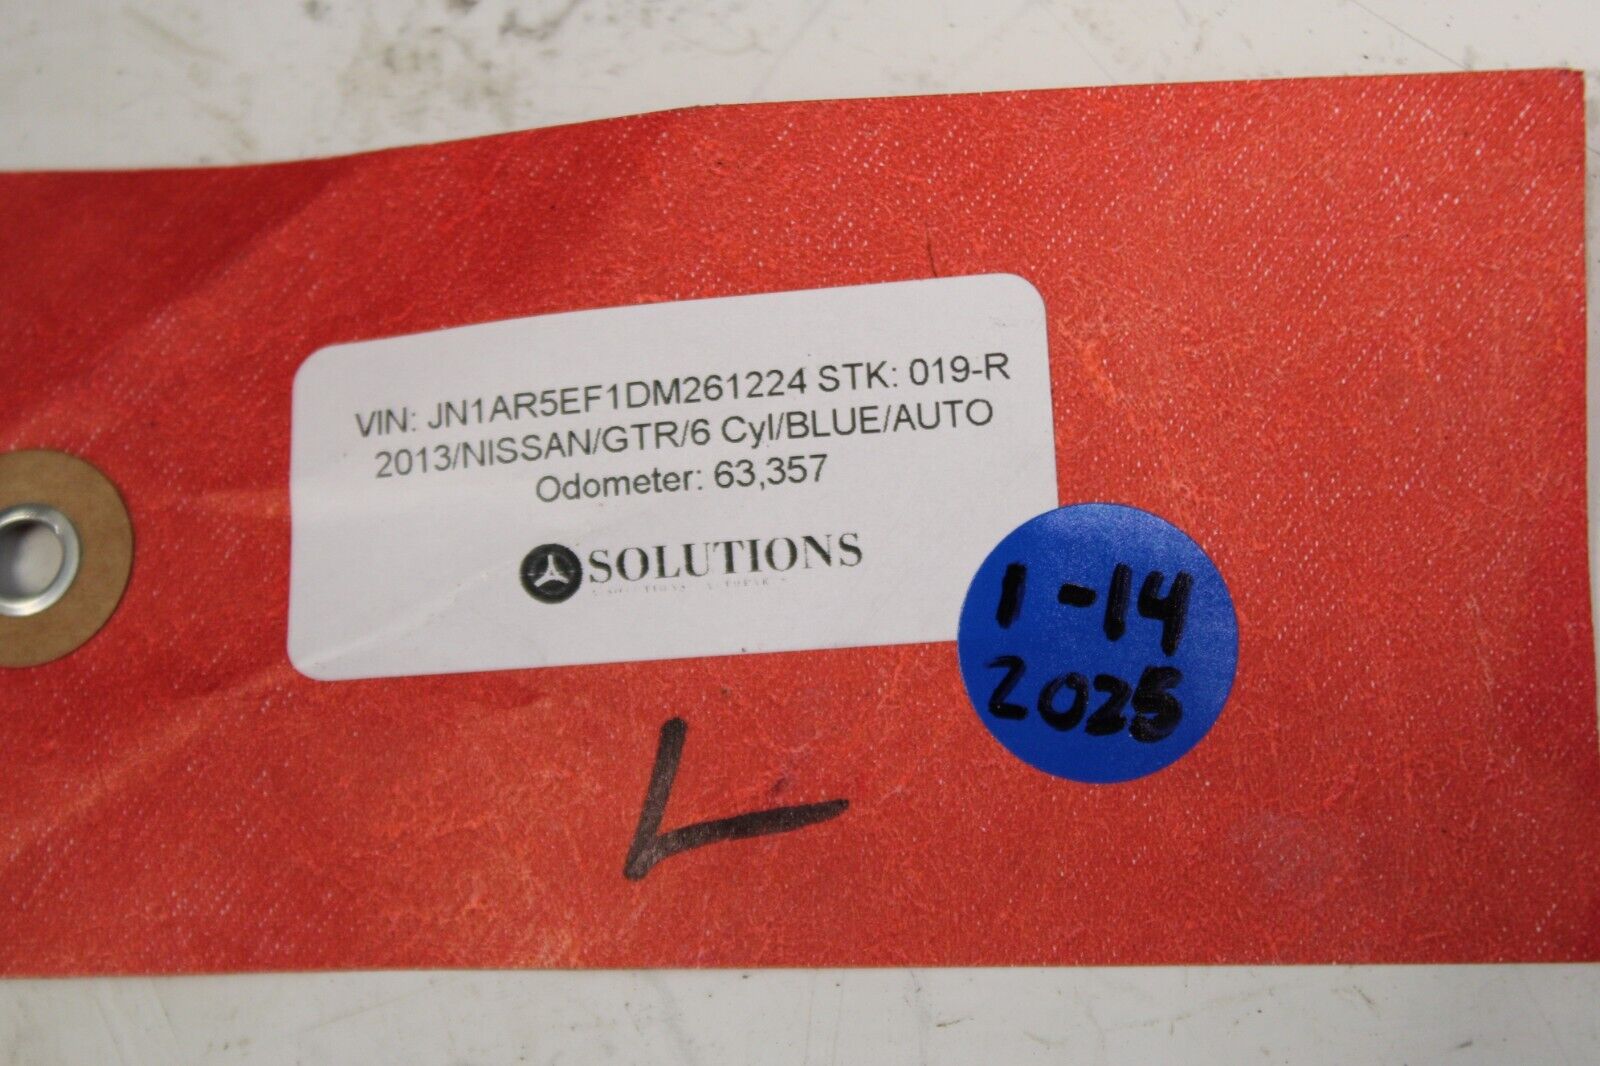 VIN: JN1AR5EF1DM261224 STK: 019-R
2013/NISSAN/GTR/6 Cyl/BLUE/AUTO
Odometer: 63,357
SOLUTIONS
1-14
2025
L